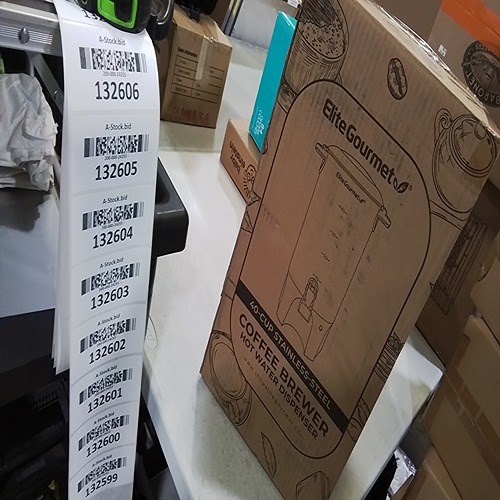 A-Stock.bid
132606
A-Stock.bid
132605
A-Stock.bid
132604
A-Stock.bid
132603
A-Stock.bid
132602
A-Stock.bid
132601
A-Stock.bid
132600
A-Stock.bid
132599
Elite Gourmet
Elite Gourmet
40-CUP STAINLESS-STEEL
COFFEE BREWER
HOT WATER DISPENSER